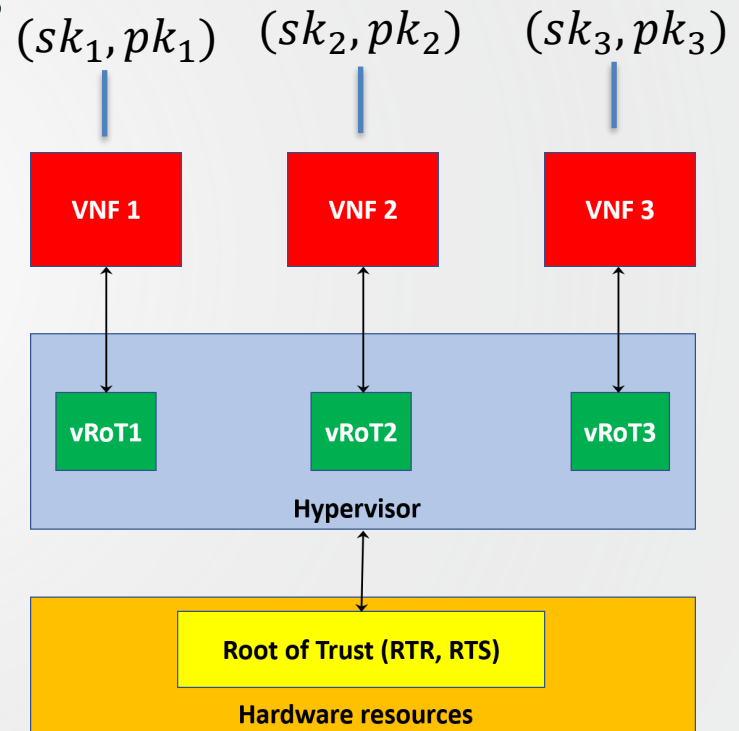 (sk₁, pk₁) (sk₂, pk₂) (sk₃, pk₃)
VNF 1 VNF 2 VNF 3
vRoT1 vRoT2 vRoT3
Hypervisor
Root of Trust (RTR, RTS)
Hardware resources